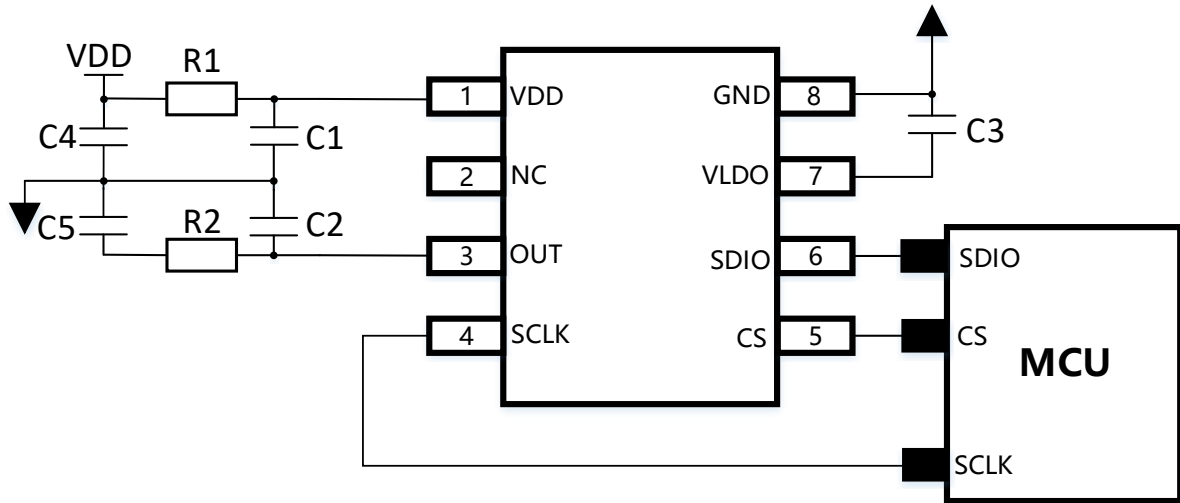 VDD
R1
C4
C1
C5
R2
C2
1 VDD
2 NC
3 OUT
4 SCLK
GND 8
VLDO 7
SDIO 6
CS 5
C3
SDIO
CS
MCU
SCLK